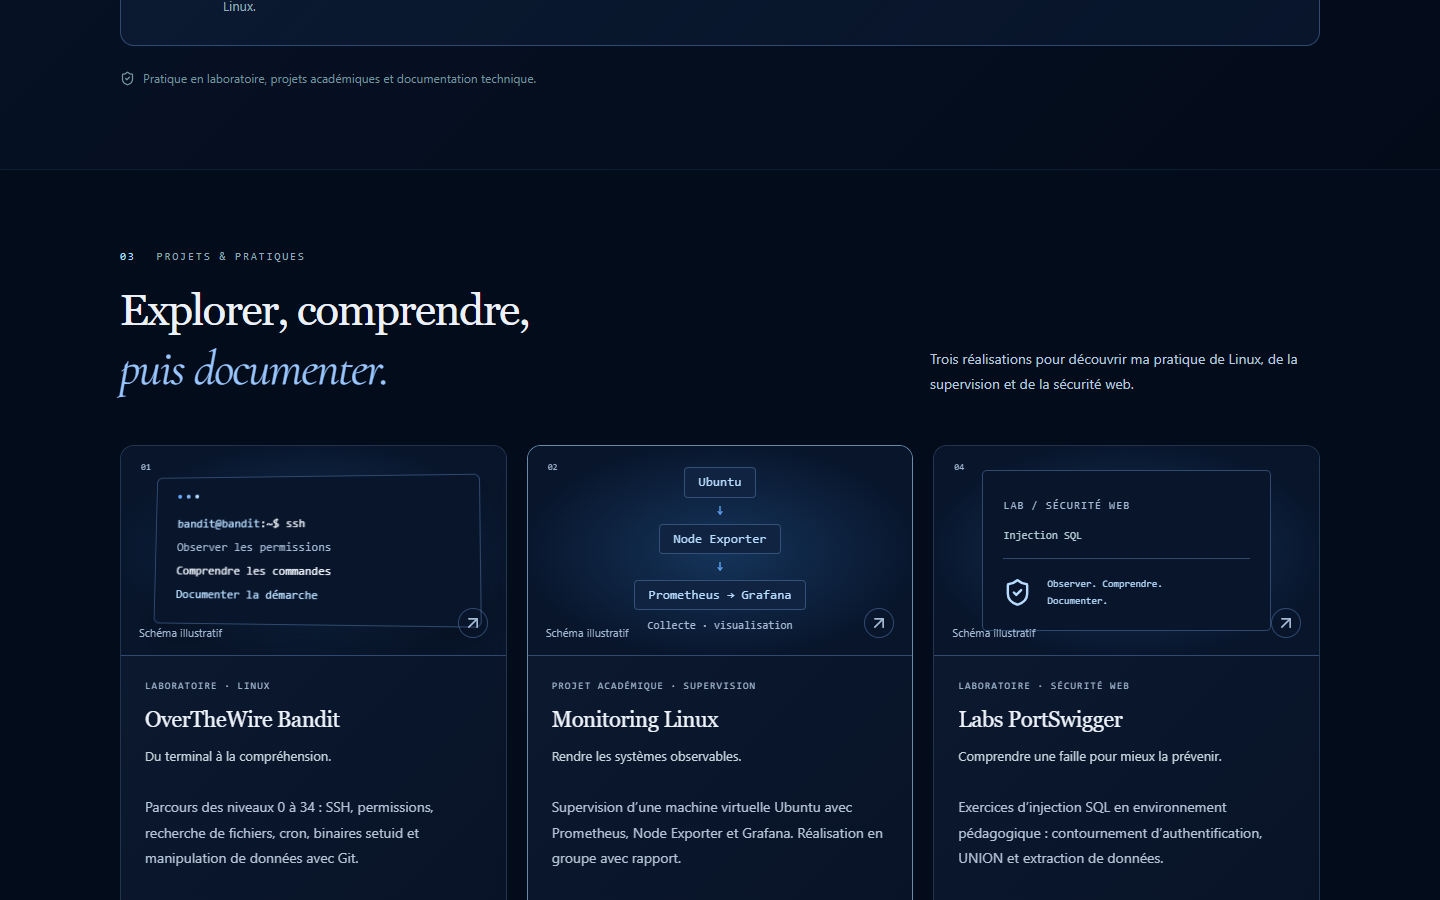 Linux.
Pratique en laboratoire, projets académiques et documentation technique.
03 PROJETS & PRATIQUES
Explorer, comprendre,
puis documenter.
Trois réalisations pour découvrir ma pratique de Linux, de la
supervision et de la sécurité web.
01
bandit@bandit:~$ ssh
Observer les permissions
Comprendre les commandes
Documenter la démarche
Schéma illustratif
LABORATOIRE · LINUX
OverTheWire Bandit
Du terminal à la compréhension.
Parcours des niveaux 0 à 34 : SSH, permissions,
recherche de fichiers, cron, binaires setuid et
manipulation de données avec Git.
02
Ubuntu
↓
Node Exporter
↓
Prometheus → Grafana
Collecte · visualisation
Schéma illustratif
PROJET ACADÉMIQUE · SUPERVISION
Monitoring Linux
Rendre les systèmes observables.
Supervision d’une machine virtuelle Ubuntu avec
Prometheus, Node Exporter et Grafana. Réalisation en
groupe avec rapport.
04
LAB / SÉCURITÉ WEB
Injection SQL
Observer. Comprendre.
Documenter.
Schéma illustratif
LABORATOIRE · SÉCURITÉ WEB
Labs PortSwigger
Comprendre une faille pour mieux la prévenir.
Exercices d’injection SQL en environnement
pédagogique : contournement d’authentification,
UNION et extraction de données.